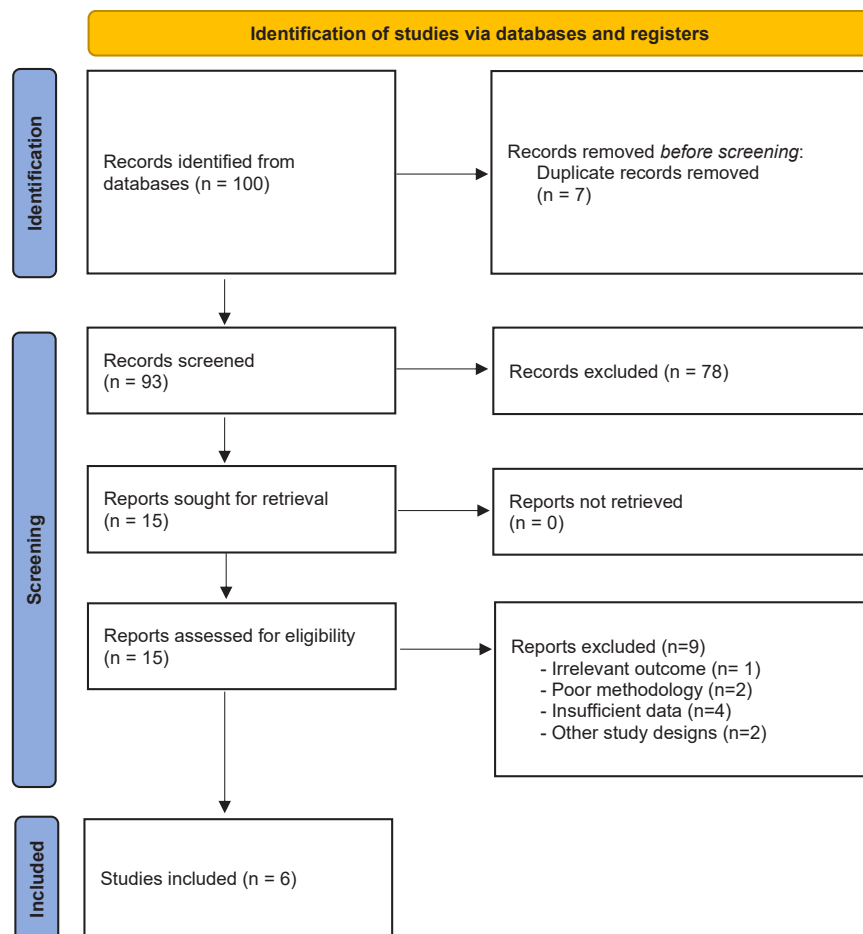 Identification of studies via databases and registers
Identification
Records identified from
databases (n = 100)
Records removed before screening:
Duplicate records removed
(n = 7)
Screening
Records screened
(n = 93)
Records excluded (n = 78)
Reports sought for retrieval
(n = 15)
Reports not retrieved
(n = 0)
Reports assessed for eligibility
(n = 15)
Reports excluded (n=9)
- Irrelevant outcome (n= 1)
- Poor methodology (n=2)
- Insufficient data (n=4)
- Other study designs (n=2)
Included
Studies included (n = 6)